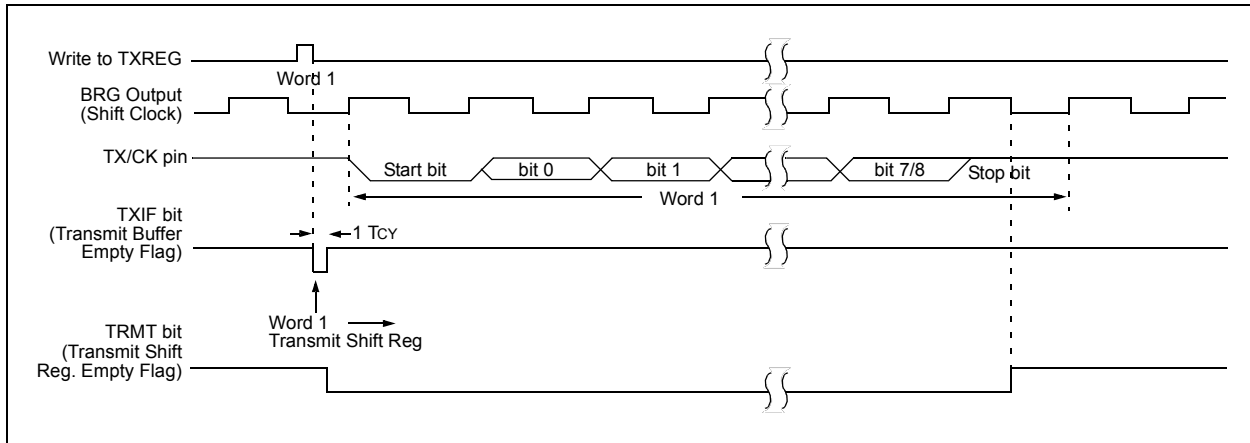 Write to TXREG
Word 1
BRG Output
(Shift Clock)
TX/CK pin
Start bit
bit 0
bit 1
bit 7/8
Stop bit
Word 1
TXIF bit
(Transmit Buffer
Empty Flag)
1 TCY
Word 1
Transmit Shift Reg
TRMT bit
(Transmit Shift
Reg. Empty Flag)